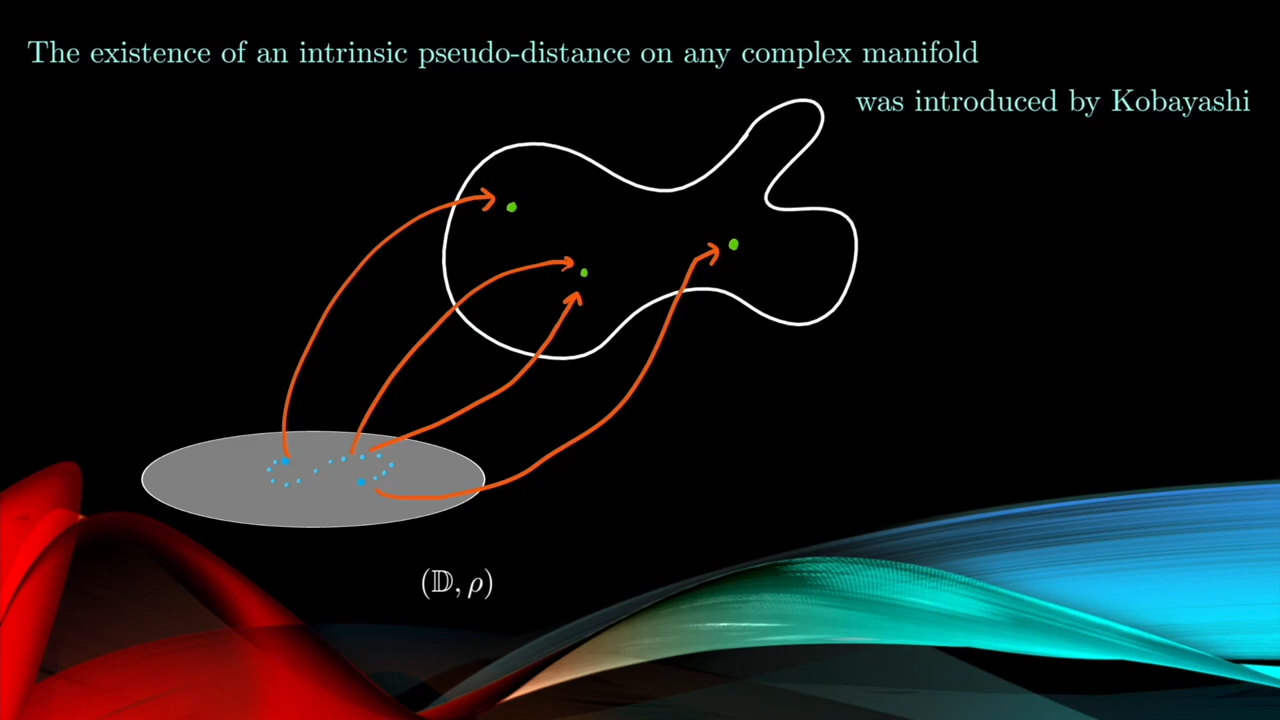 The existence of an intrinsic pseudo-distance on any complex manifold
was introduced by Kobayashi
(𝔻, ρ)